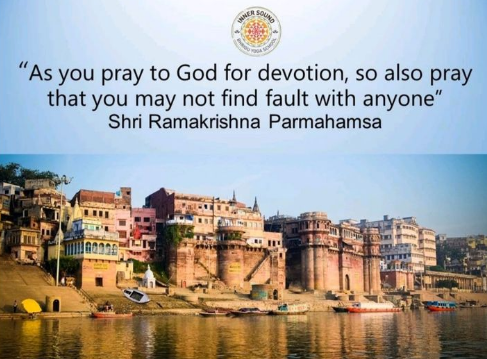 INNER SOUND
“As you pray to God for devotion, so also pray
that you may not find fault with anyone”
Shri Ramakrishna Parmahamsa